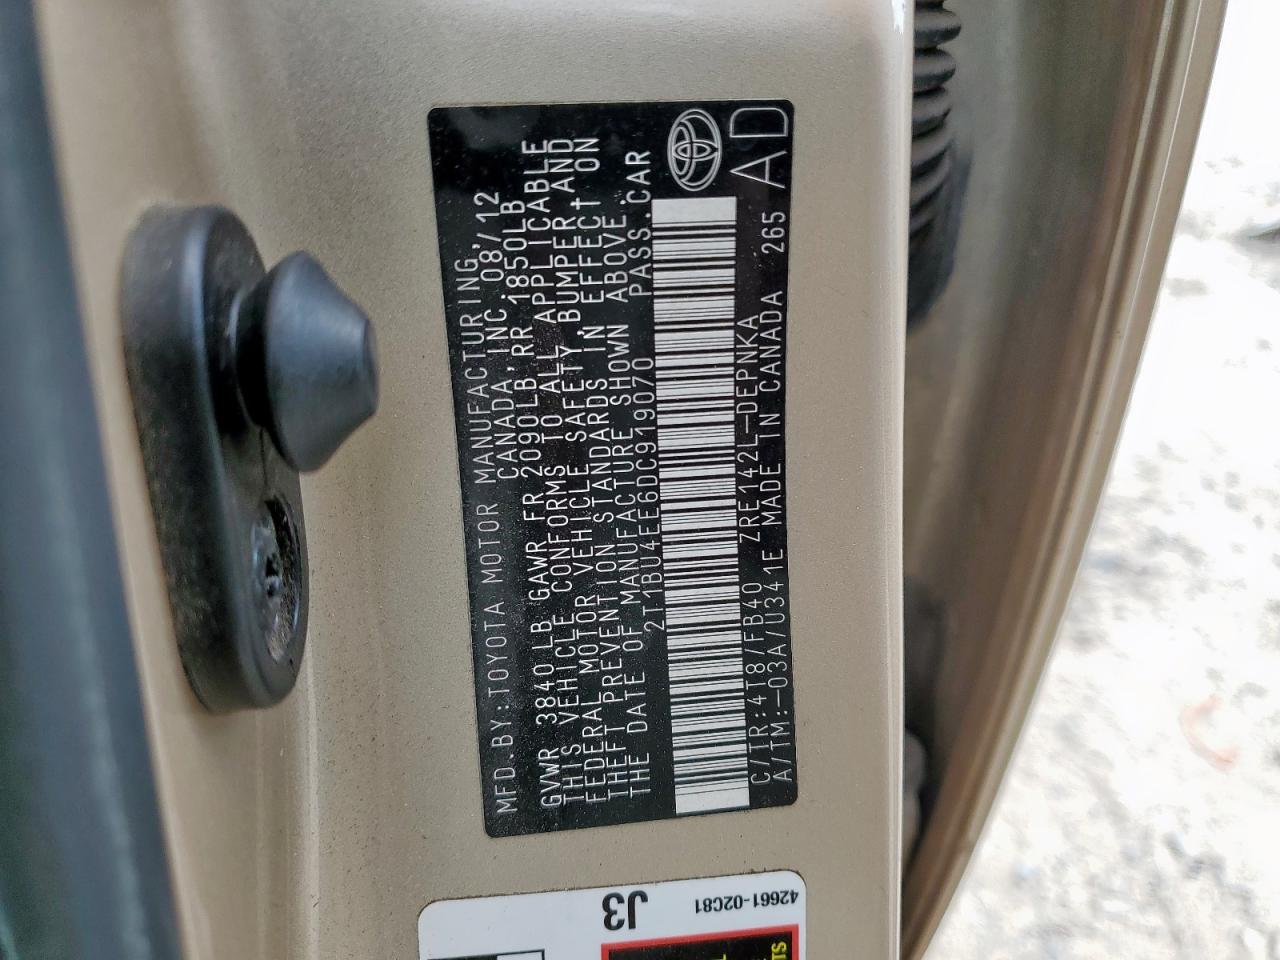 MFD.BY:TOYOTA MOTOR MANUFACTURING,
CANADA,INC. 08/12
GVWR 3840 LB GAWR FR 2090LB,RR 1850LB
THIS VEHICLE CONFORMS TO ALL APPLICABLE
FEDERAL MOTOR VEHICLE SAFETY,BUMPER,AND
THEFT PREVENTION STANDARDS IN EFFECT ON
THE DATE OF MANUFACTURE SHOWN ABOVE.
2T1BU4EE6DC919070 PASS.CAR
C/TR:4T8/FB40 ZRE142L-DEPNKA
A/TM:-03A/U341E MADE IN CANADA 265
AD
J3
42661-02C81